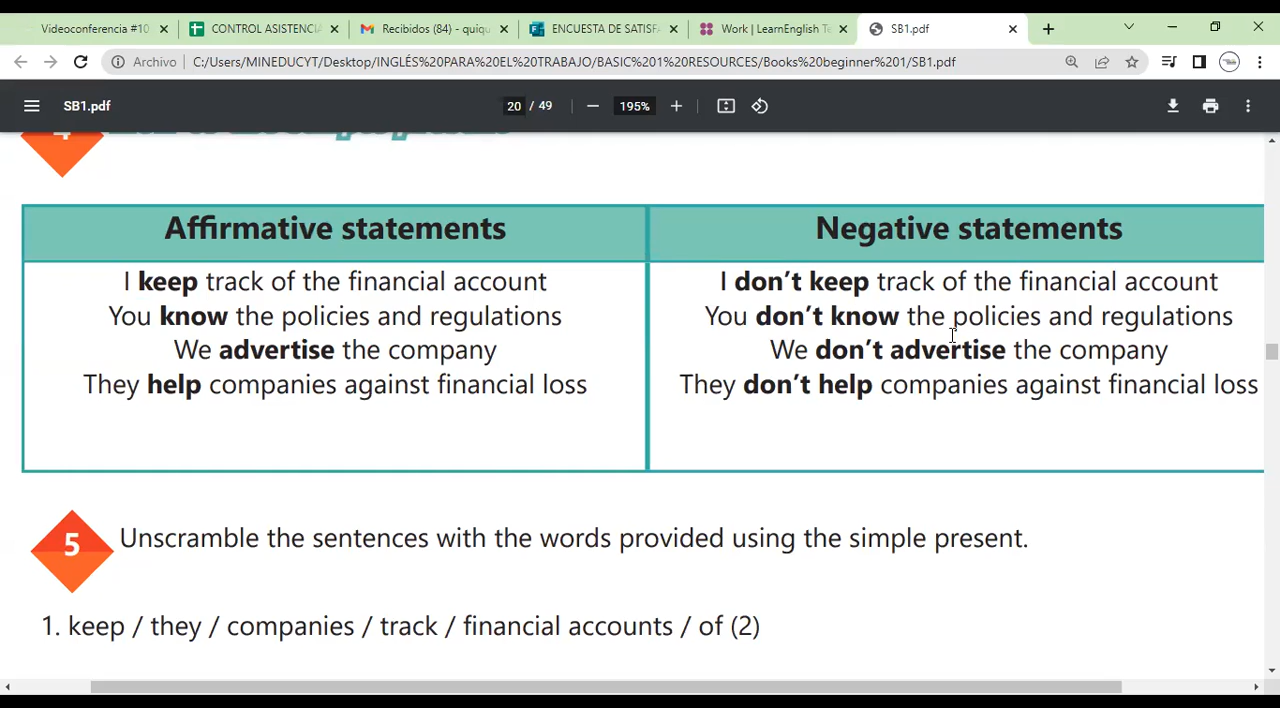 Videoconferencia #10
CONTROL ASISTENCIA
Recibidos (84) - quiqu
ENCUESTA DE SATISFA
Work | LearnEnglish Te
SB1.pdf
Archivo
C:/Users/MINEDUCYT/Desktop/INGLÉS%20PARA%20EL%20TRABAJO/BASIC%201%20RESOURCES/Books%20beginner%201/SB1.pdf
SB1.pdf
20 / 49
195%
Affirmative statements
I keep track of the financial account
You know the policies and regulations
We advertise the company
They help companies against financial loss
Negative statements
I don’t keep track of the financial account
You don’t know the policies and regulations
We don’t advertise the company
They don’t help companies against financial loss
5
Unscramble the sentences with the words provided using the simple present.
1. keep / they / companies / track / financial accounts / of (2)